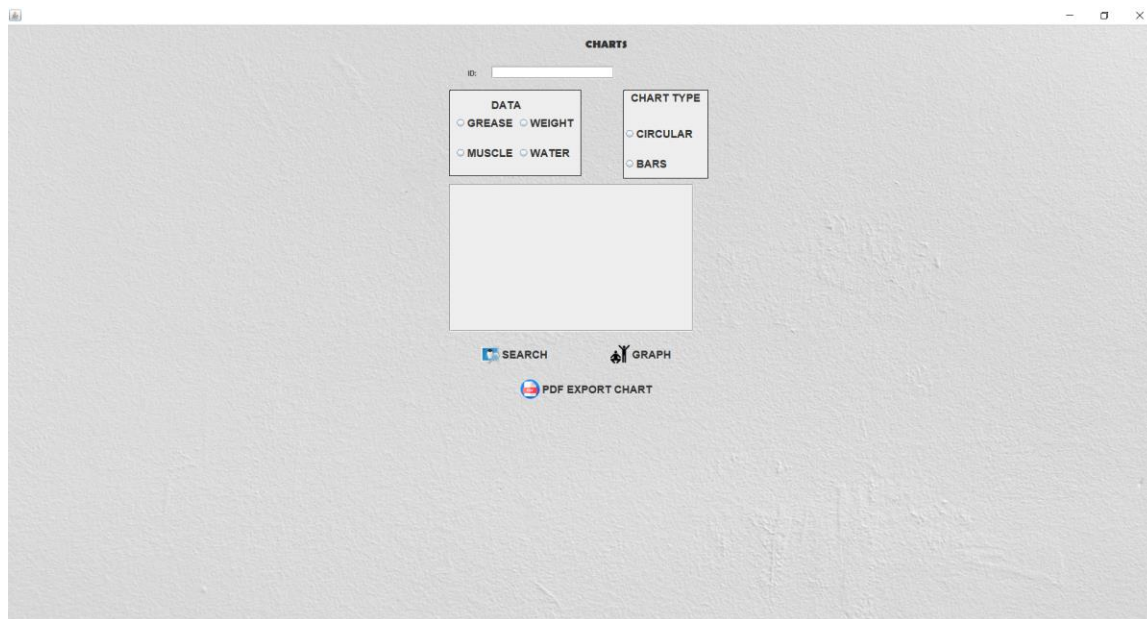 CHARTS
ID:
DATA
GREASE WEIGHT
MUSCLE WATER
CHART TYPE
CIRCULAR
BARS
SEARCH GRAPH
PDF EXPORT CHART